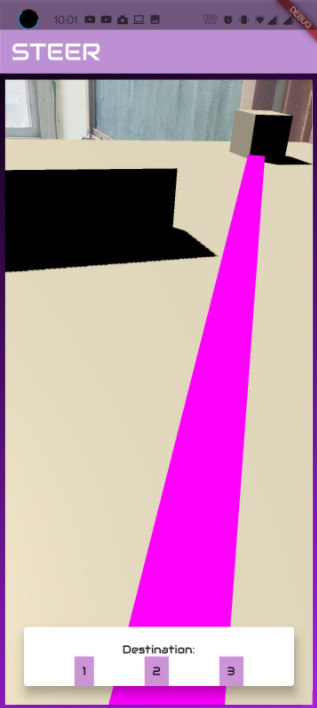 10:01
DEBUG
STEER
Destination:
1 2 3